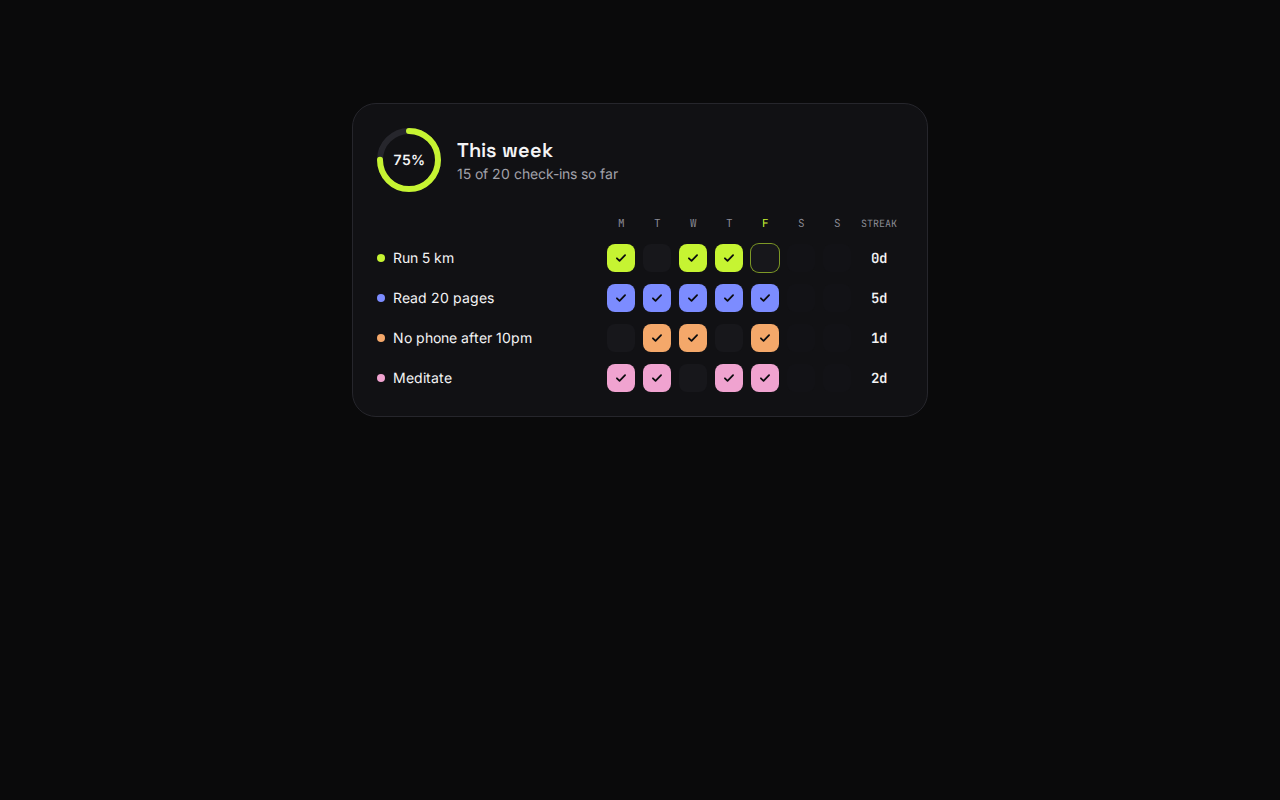 75%
This week
15 of 20 check-ins so far
M T W T F S S STREAK
Run 5 km 0d
Read 20 pages 5d
No phone after 10pm 1d
Meditate 2d